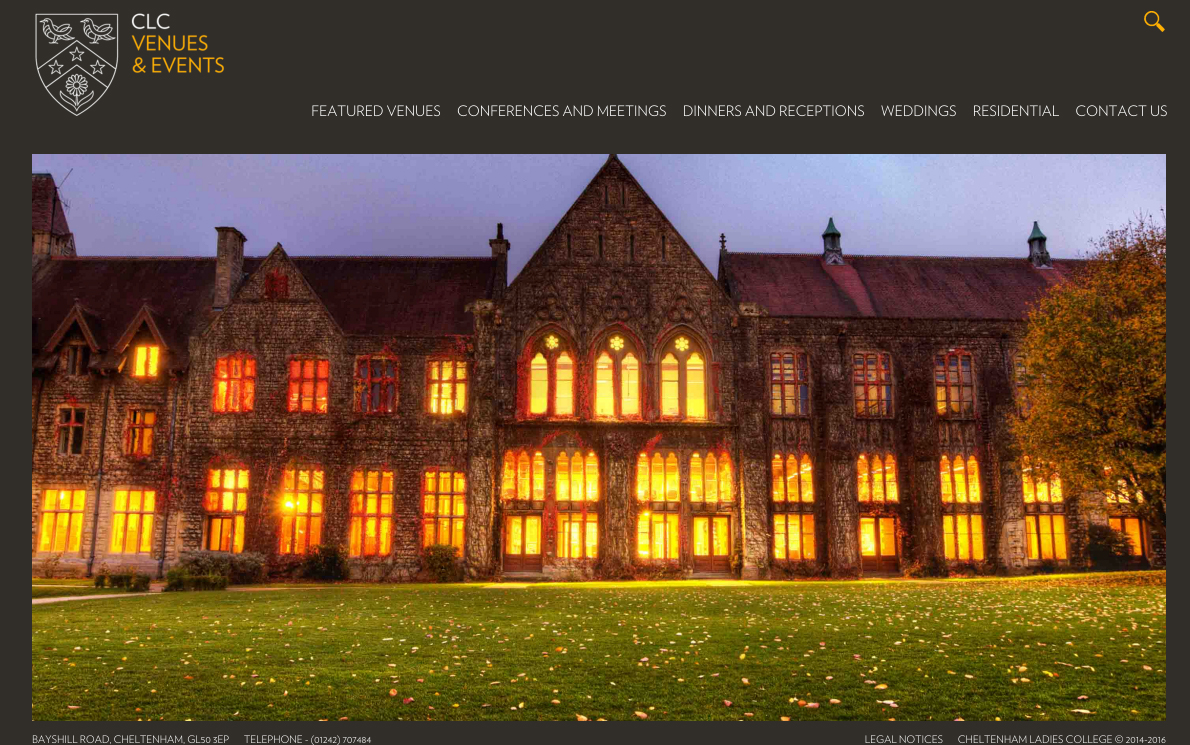 CLC
VENUES
& EVENTS
FEATURED VENUES CONFERENCES AND MEETINGS DINNERS AND RECEPTIONS WEDDINGS RESIDENTIAL CONTACT US
BAYSHILL ROAD, CHELTENHAM, GL50 3EP TELEPHONE - (01242) 707484 LEGAL NOTICES CHELTENHAM LADIES COLLEGE © 2014-2016